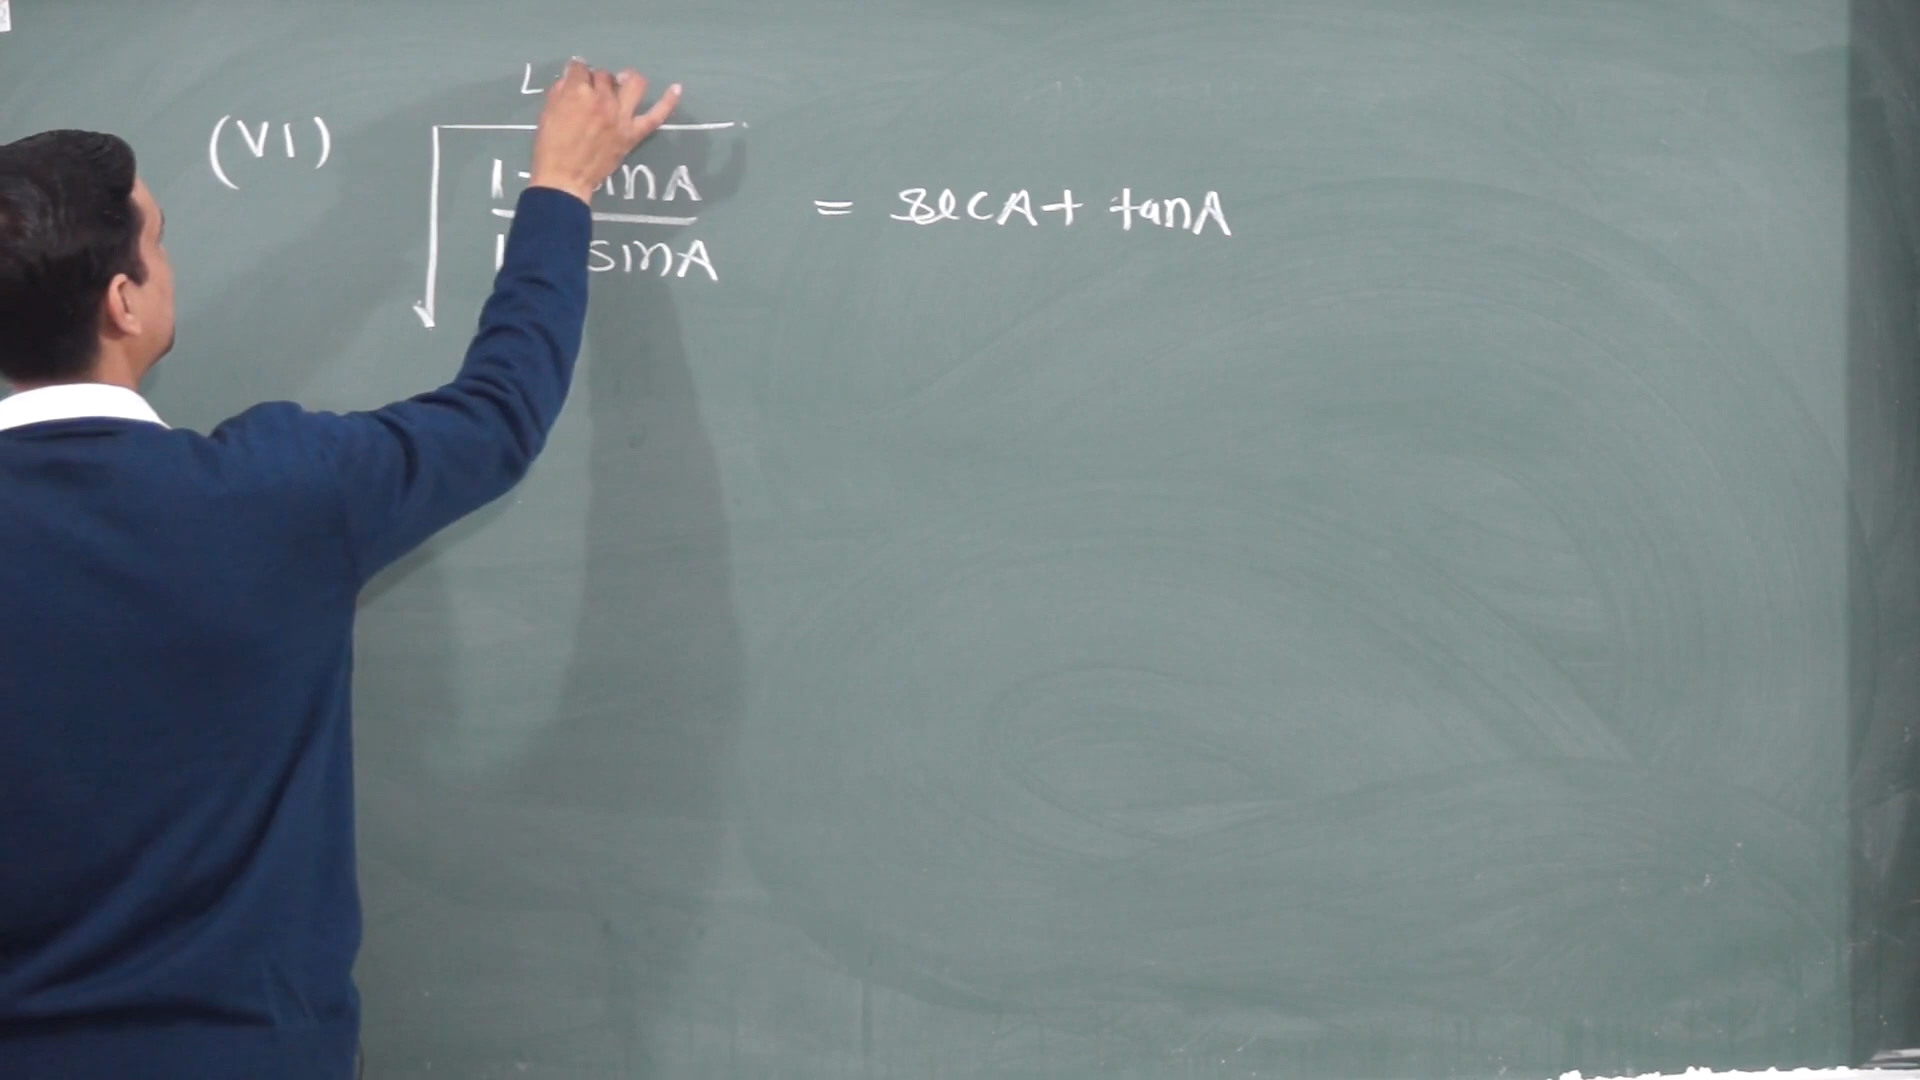 L
(VI) √ 1 sinA / 1 sinA = secA + tanA